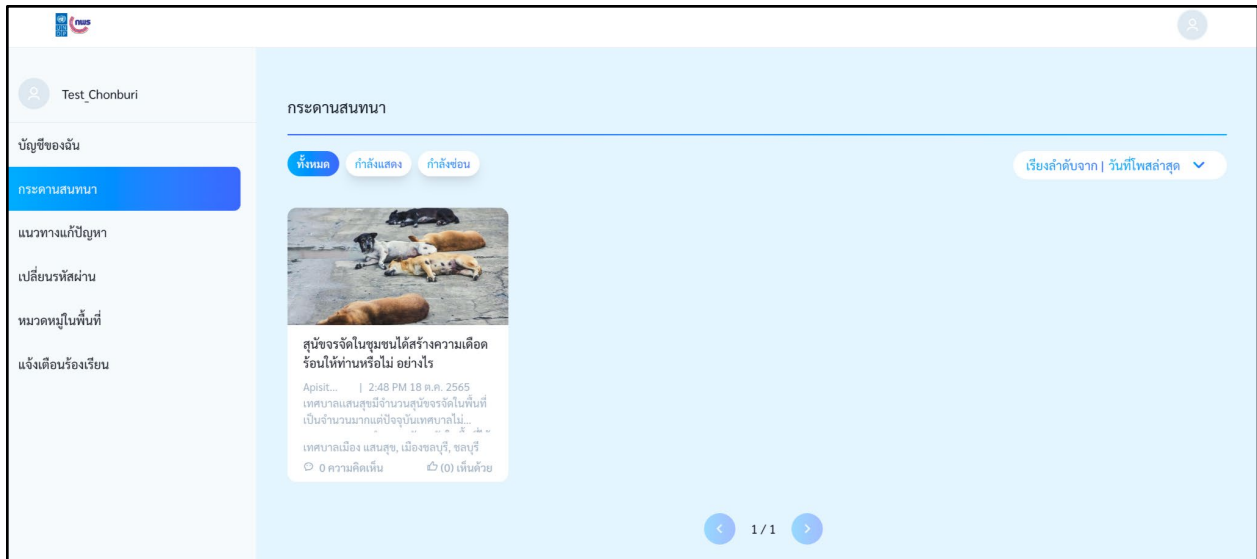 กนพร
Test_Chonburi
บัญชีของฉัน
กระดานสนทนา
แนวทางแก้ปัญหา
เปลี่ยนรหัสผ่าน
หมวดหมู่ในพื้นที่
แจ้งเตือนร้องเรียน
กระดานสนทนา
ทั้งหมด กำลังแสดง กำลังซ่อน
เรียงลำดับจาก | วันที่โพสล่าสุด
สุนัขจรจัดในชุมชนได้สร้างความเดือด
ร้อนให้ท่านหรือไม่ อย่างไร
Apisit... | 2:48 PM 18 ต.ค. 2565
เทศบาลแสนสุขมีจำนวนสุนัขจรจัดในพื้นที่
เป็นจำนวนมากแต่ปัจจุบันเทศบาลไม่...
เทศบาลเมือง แสนสุข, เมืองชลบุรี, ชลบุรี
0 ความคิดเห็น (0) เห็นด้วย
1 / 1